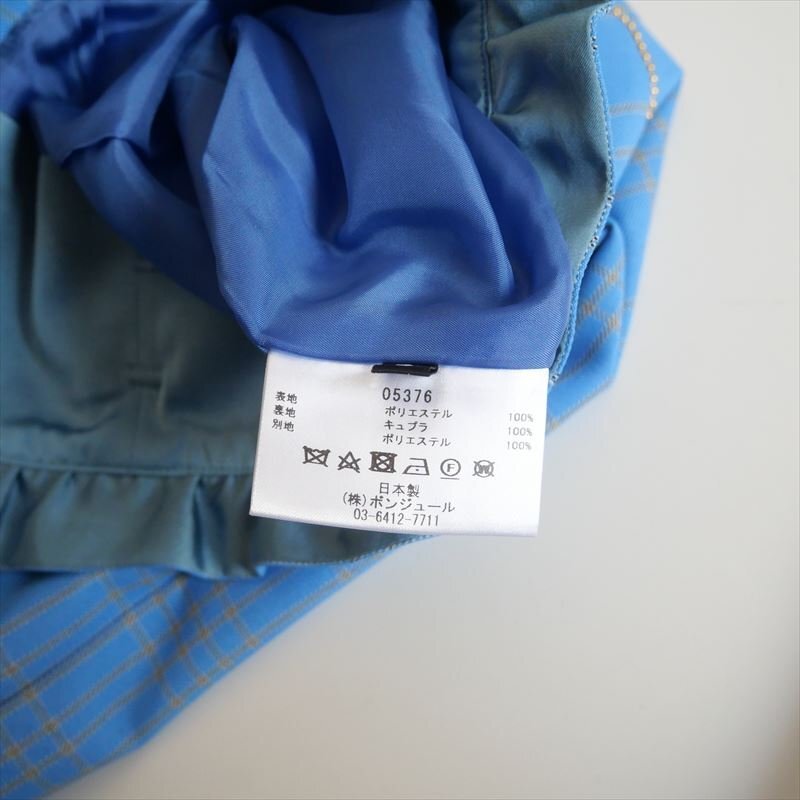 05376
表地 ポリエステル 100%
裏地 キュプラ 100%
別地 ポリエステル 100%
F W
日本製
(株)ボンジュール
03-6412-7711